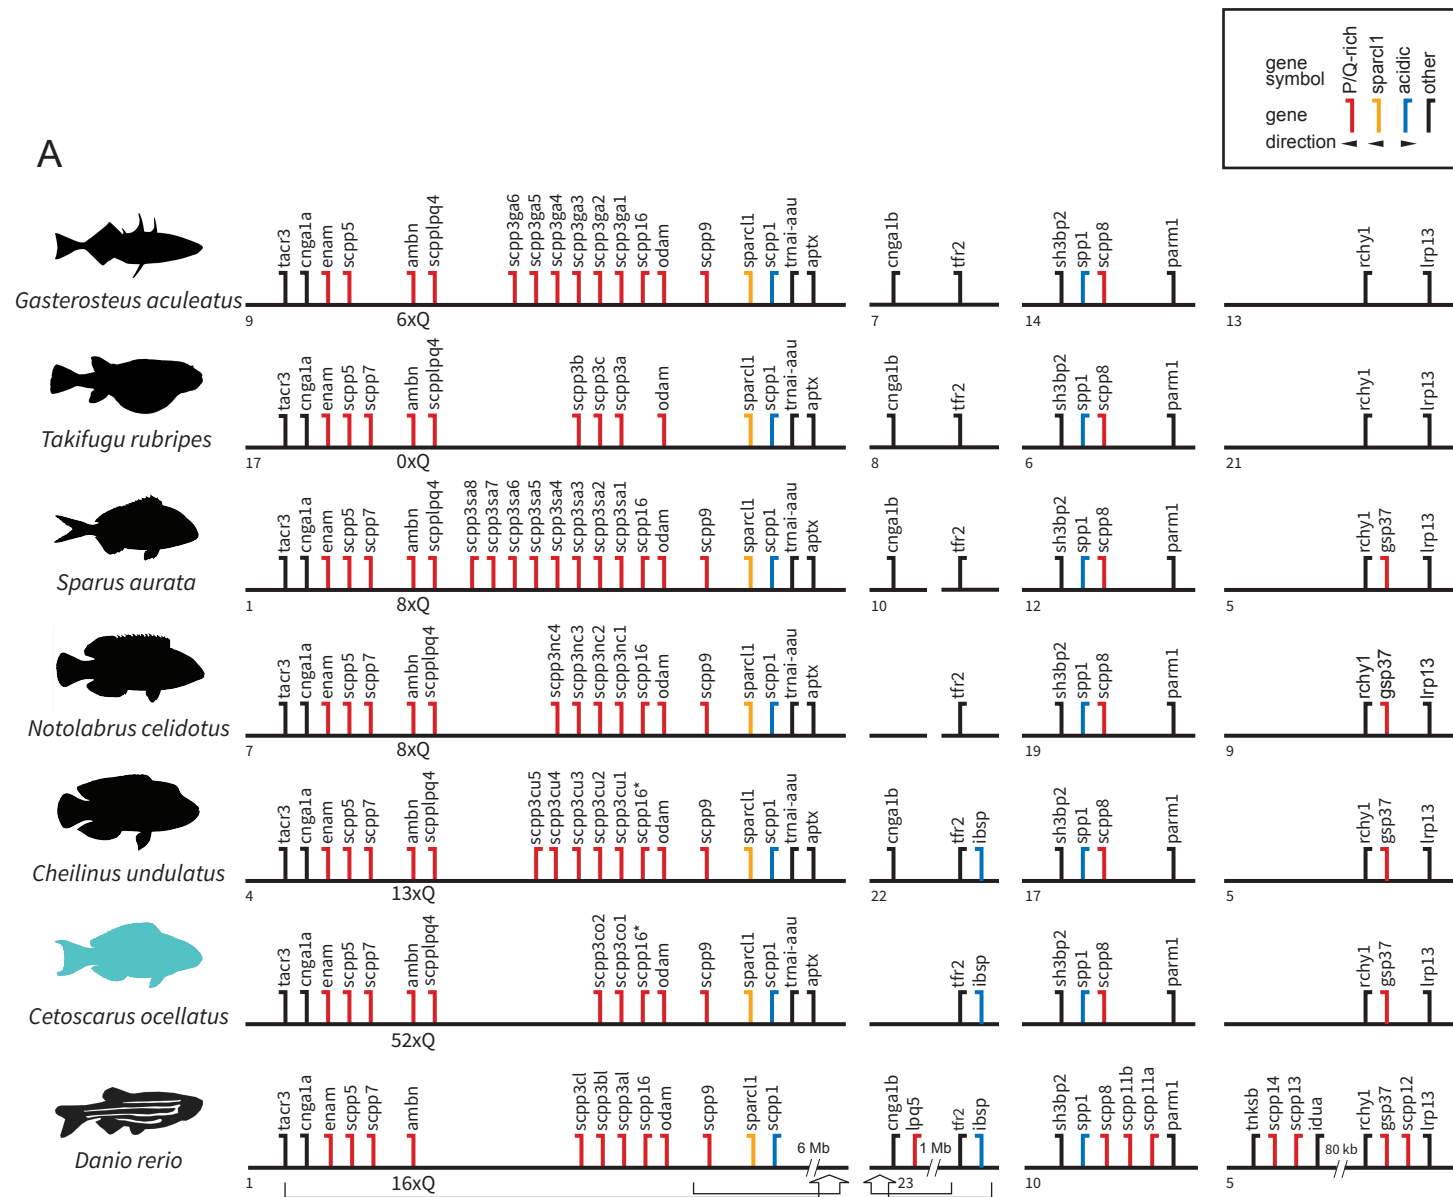 gene symbol
P/Q-rich
sparcl1
acidic
other
gene
direction
A
Gasterosteus aculeatus
tacr3 cnga1a enam scpp5 ambn scpplpq4 scpp3ga6 scpp3ga5 scpp3ga4 scpp3ga3 scpp3ga2 scpp3ga1 scpp16 odam scpp9 sparcl1 scpp1 trnai-aau aptx cnga1b tfr2 sh3bp2 spp1 scpp8 parm1 rchy1 lrp13
9 6xQ 7 14 13
Takifugu rubripes
tacr3 cnga1a enam scpp5 scpp7 ambn scpplpq4 scpp3b scpp3c scpp3a odam sparcl1 scpp1 trnai-aau aptx cnga1b tfr2 sh3bp2 spp1 scpp8 parm1 rchy1 lrp13
17 0xQ 8 6 21
Sparus aurata
tacr3 cnga1a enam scpp5 scpp7 ambn scpplpq4 scpp3sa8 scpp3sa7 scpp3sa6 scpp3sa5 scpp3sa4 scpp3sa3 scpp3sa2 scpp3sa1 scpp16 odam scpp9 sparcl1 scpp1 trnai-aau aptx cnga1b tfr2 sh3bp2 spp1 scpp8 parm1 rchy1 gsp37 lrp13
1 8xQ 10 12 5
Notolabrus celidotus
tacr3 cnga1a enam scpp5 scpp7 ambn scpplpq4 scpp3nc4 scpp3nc3 scpp3nc2 scpp3nc1 scpp16 odam scpp9 sparcl1 scpp1 trnai-aau aptx tfr2 sh3bp2 spp1 scpp8 parm1 rchy1 gsp37 lrp13
7 8xQ 19 9
Cheilinus undulatus
tacr3 cnga1a enam scpp5 scpp7 ambn scpplpq4 scpp3cu5 scpp3cu4 scpp3cu3 scpp3cu2 scpp3cu1 scpp16* odam scpp9 sparcl1 scpp1 trnai-aau aptx cnga1b tfr2 ibsp sh3bp2 spp1 scpp8 parm1 rchy1 gsp37 lrp13
4 13xQ 22 17 5
Cetoscarus ocellatus
tacr3 cnga1a enam scpp5 scpp7 ambn scpplpq4 scpp3co2 scpp3co1 scpp16* odam scpp9 sparcl1 scpp1 trnai-aau aptx tfr2 ibsp sh3bp2 spp1 scpp8 parm1 rchy1 gsp37 lrp13
52xQ
Danio rerio
tacr3 cnga1a enam scpp5 scpp7 ambn scpp3cl scpp3bl scpp3al scpp16 odam scpp9 sparcl1 scpp1 6 Mb cnga1b lpq5 1 Mb tfr2 ibsp sh3bp2 spp1 scpp8 scpp11b scpp11a parm1 tnksb scpp14 scpp13 idua 80 kb rchy1 gsp37 scpp12 lrp13
1 16xQ 23 10 5